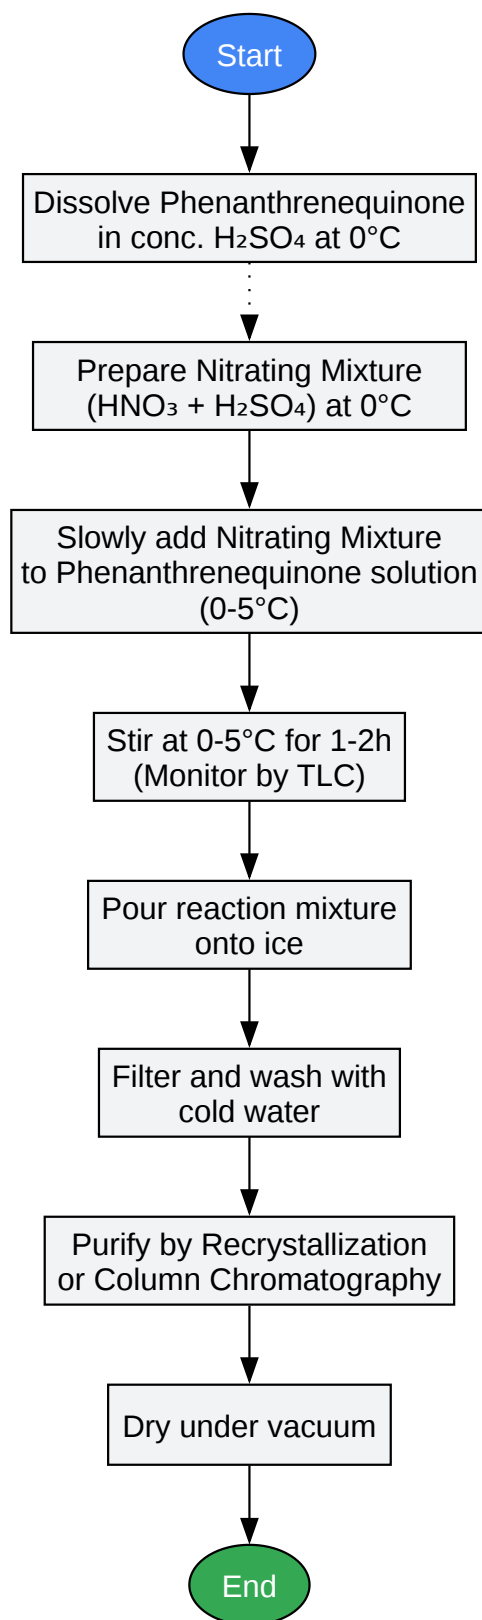 Start
Dissolve Phenanthrenequinone
in conc. H₂SO₄ at 0°C
Prepare Nitrating Mixture
(HNO₃ + H₂SO₄) at 0°C
Slowly add Nitrating Mixture
to Phenanthrenequinone solution
(0-5°C)
Stir at 0-5°C for 1-2h
(Monitor by TLC)
Pour reaction mixture
onto ice
Filter and wash with
cold water
Purify by Recrystallization
or Column Chromatography
Dry under vacuum
End